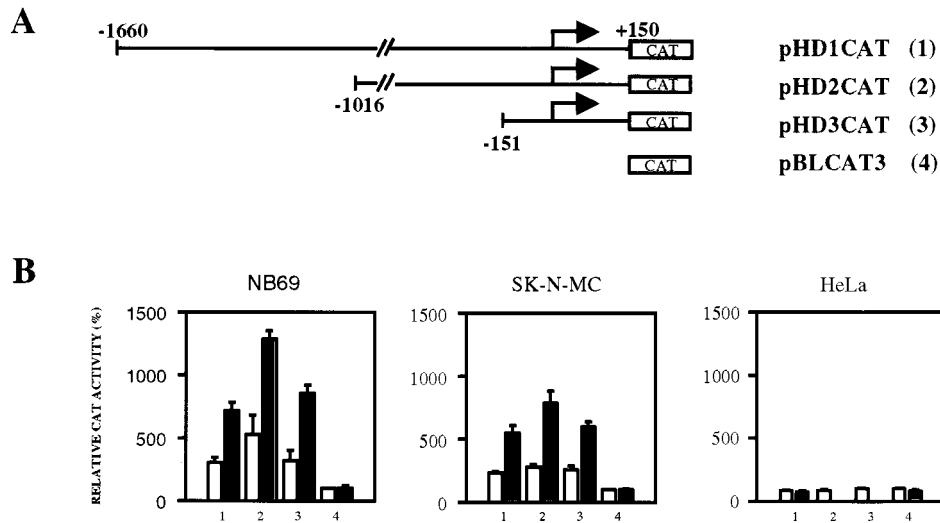 A
-1660
+150
CAT
pHD1CAT (1)
-1016
CAT
pHD2CAT (2)
-151
CAT
pHD3CAT (3)
CAT
pBLCAT3 (4)
B
NB69
SK-N-MC
HeLa
RELATIVE CAT ACTIVITY (%)
1500
1000
500
0
1 2 3 4
1500
1000
500
0
1 2 3 4
1500
1000
500
0
1 2 3 4